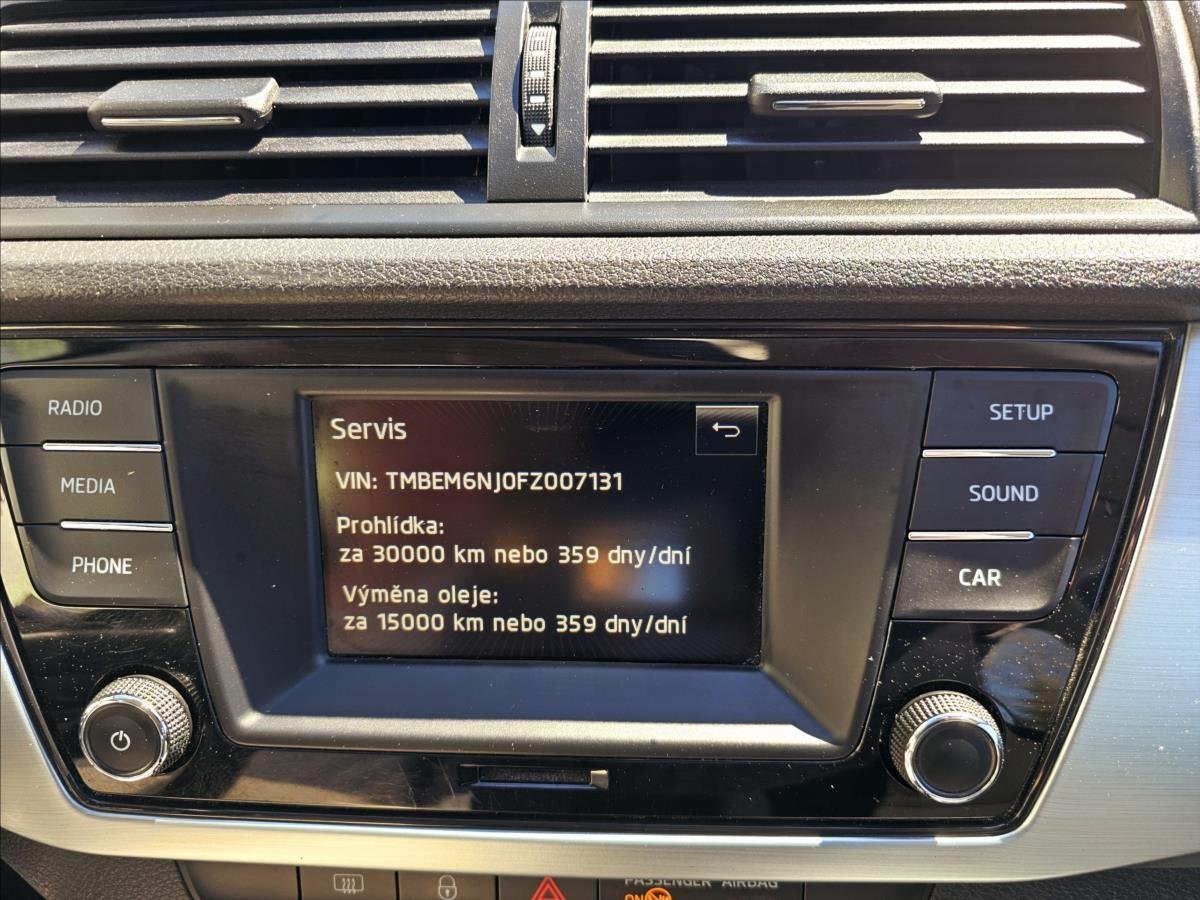 RADIO
MEDIA
PHONE
Servis
VIN: TMBEM6NJ0FZ007131
Prohlídka:
za 30000 km nebo 359 dny/dní
Výměna oleje:
za 15000 km nebo 359 dny/dní
SETUP
SOUND
CAR
PASSENGER AIRBAG
ON